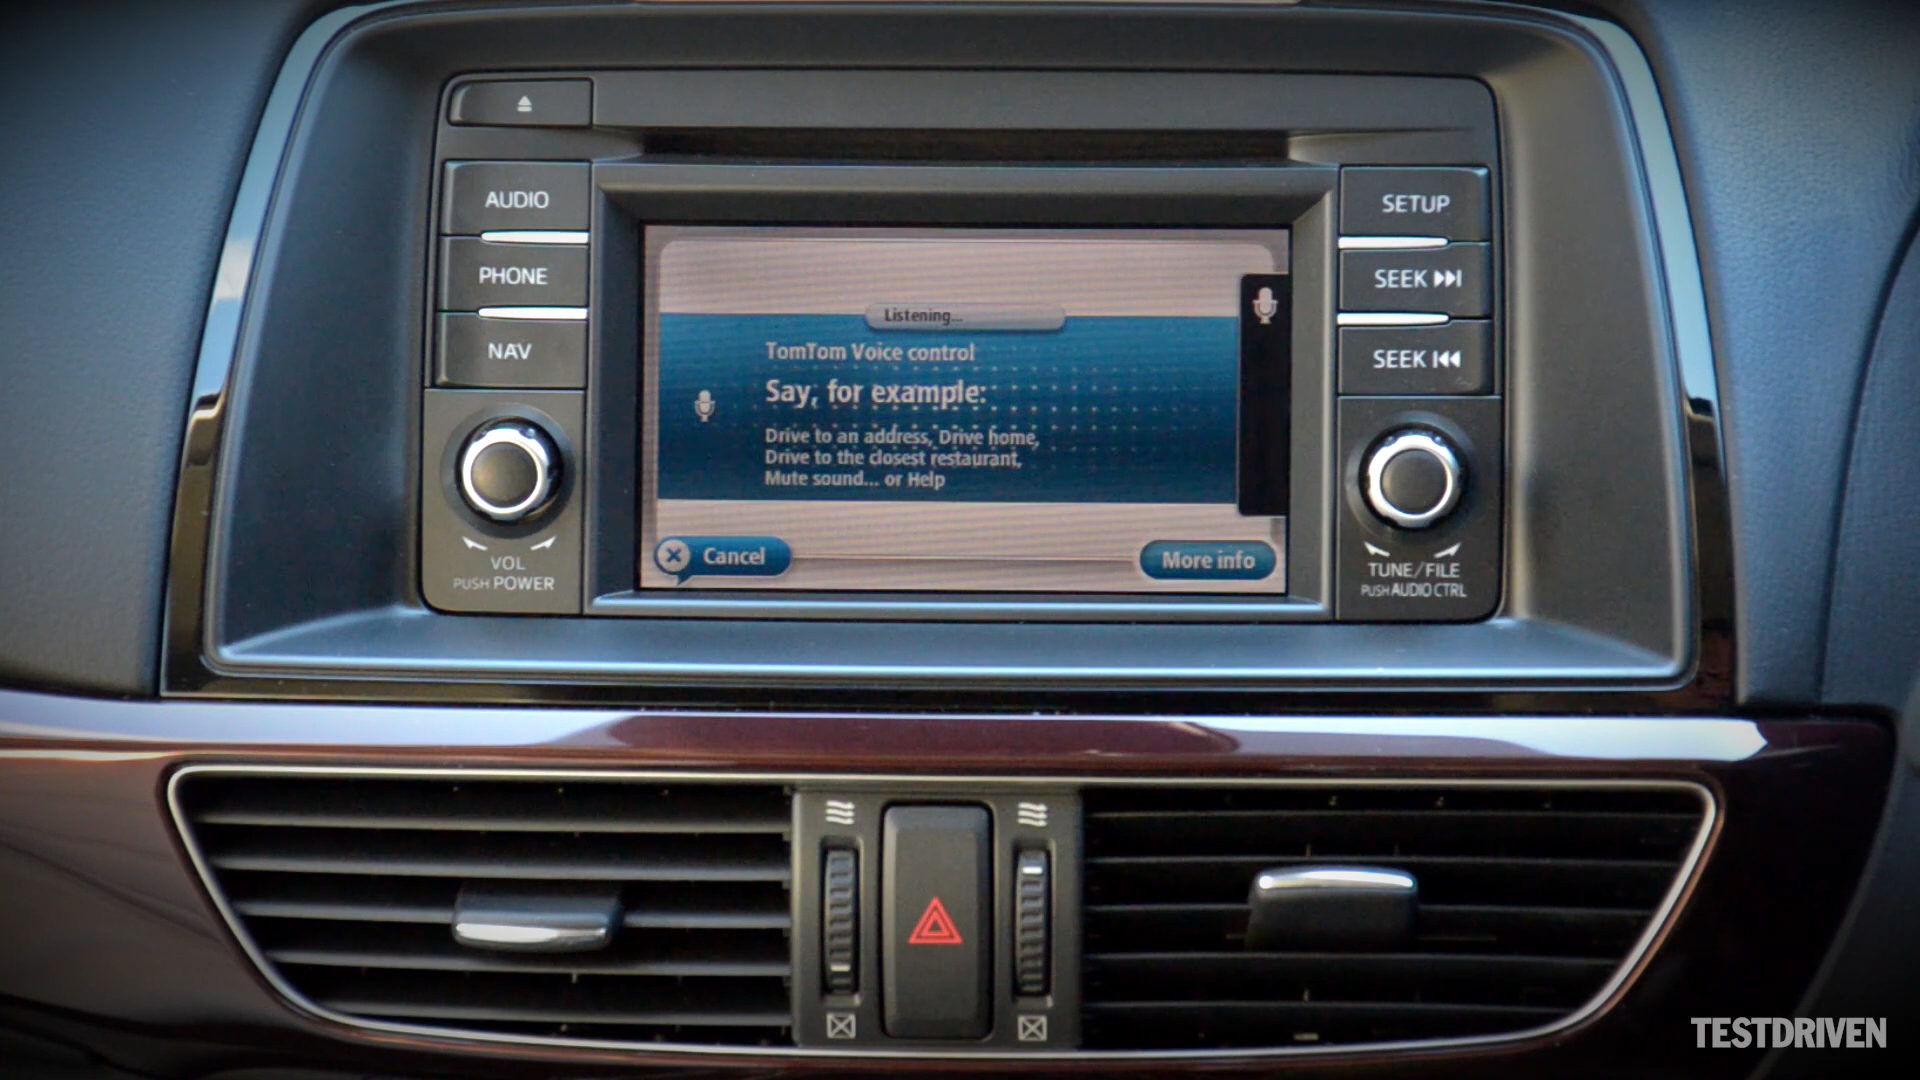 AUDIO
PHONE
NAV
VOL
PUSH POWER
Listening...
TomTom Voice control
Say, for example:
Drive to an address, Drive home,
Drive to the closest restaurant,
Mute sound... or Help
Cancel
More info
SETUP
SEEK
SEEK
TUNE/FILE
PUSH AUDIO CTRL
TESTDRIVEN